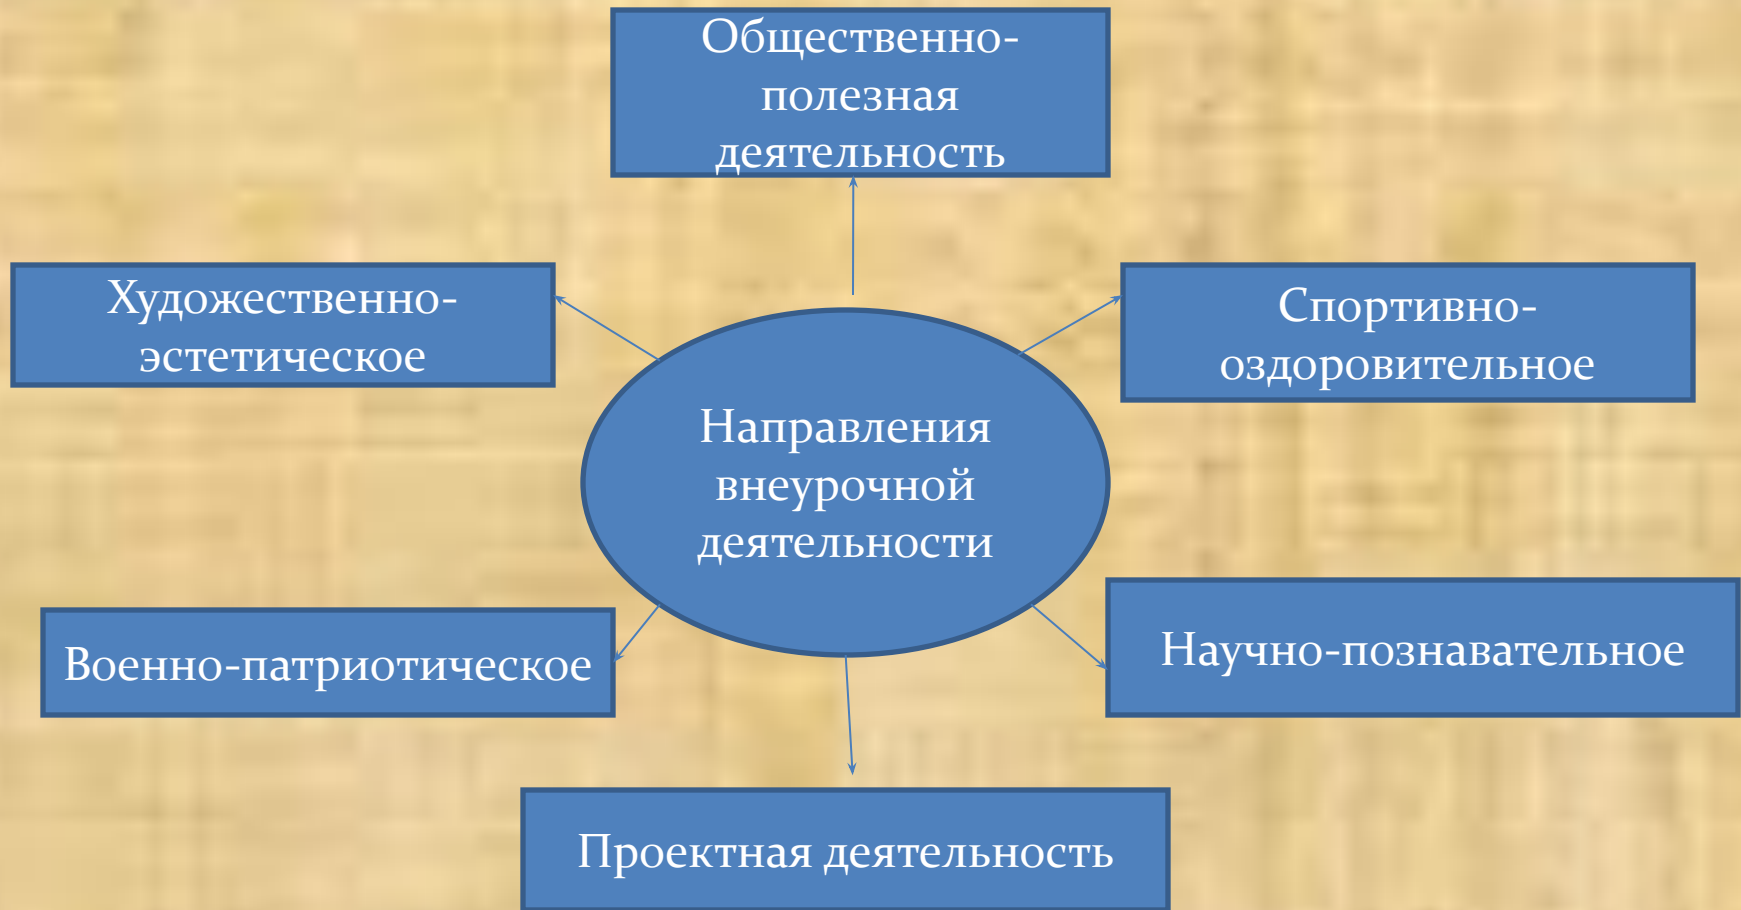 Общественно-
полезная
деятельность
Художественно-
эстетическое
Спортивно-
оздоровительное
Направления
внеурочной
деятельности
Военно-патриотическое
Научно-познавательное
Проектная деятельность